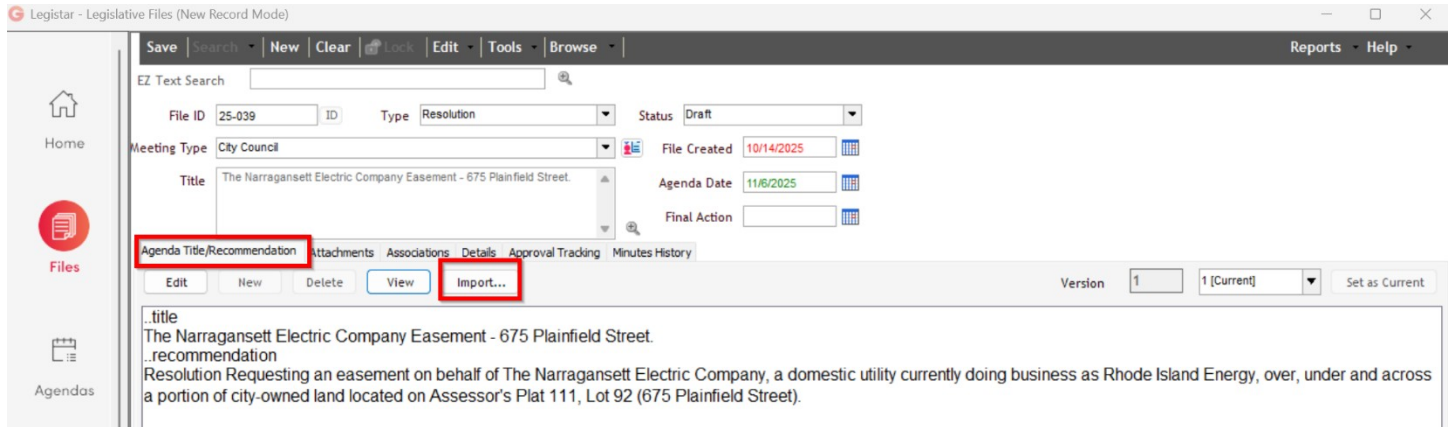 Legistar - Legislative Files (New Record Mode)
Save Search New Clear Lock Edit Tools Browse Reports Help
EZ Text Search
File ID 25-039 ID Type Resolution Status Draft
Home
Meeting Type City Council File Created 10/14/2025
Title The Narragansett Electric Company Easement - 675 Plainfield Street. Agenda Date 11/6/2025
Final Action
Agenda Title/Recommendation Attachments Associations Details Approval Tracking Minutes History
Files
Edit New Delete View Import... Version 1 1 [Current] Set as Current
..title
The Narragansett Electric Company Easement - 675 Plainfield Street.
..recommendation
Resolution Requesting an easement on behalf of The Narragansett Electric Company, a domestic utility currently doing business as Rhode Island Energy, over, under and across
a portion of city-owned land located on Assessor's Plat 111, Lot 92 (675 Plainfield Street).
Agendas